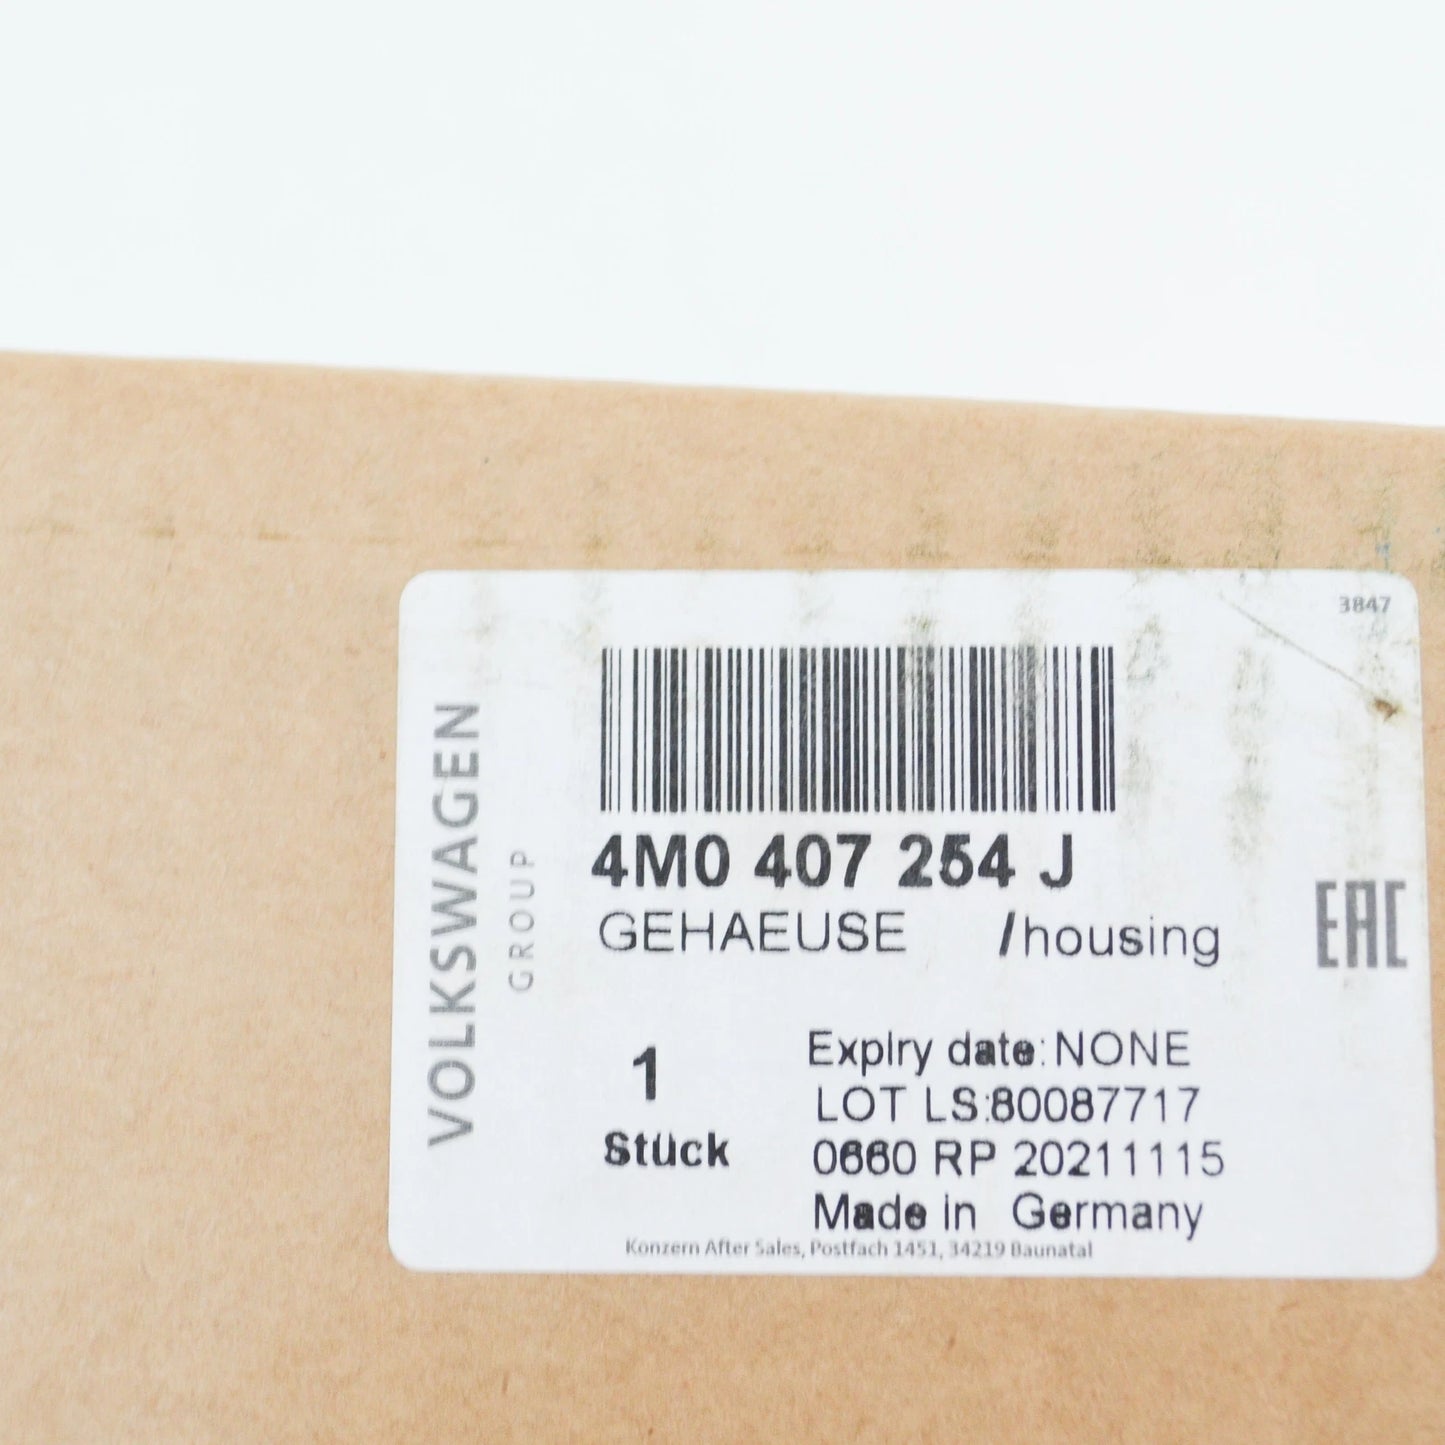 3847
VOLKSWAGEN
GROUP
4M0 407 254 J
GEHAEUSE /housing
EAC
1
Stück
Expiry date:NONE
LOT LS:80087717
0660 RP 20211115
Made in Germany
Konzern After Sales, Postfach 1451, 34219 Baunatal